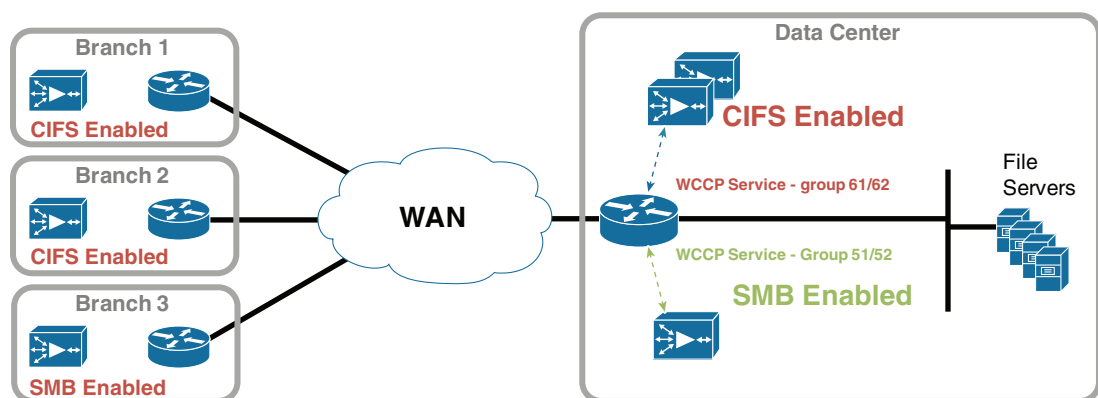 Branch 1
CIFS Enabled
Branch 2
CIFS Enabled
Branch 3
SMB Enabled
WAN
Data Center
CIFS Enabled
WCCP Service - group 61/62
WCCP Service - Group 51/52
SMB Enabled
File
Servers